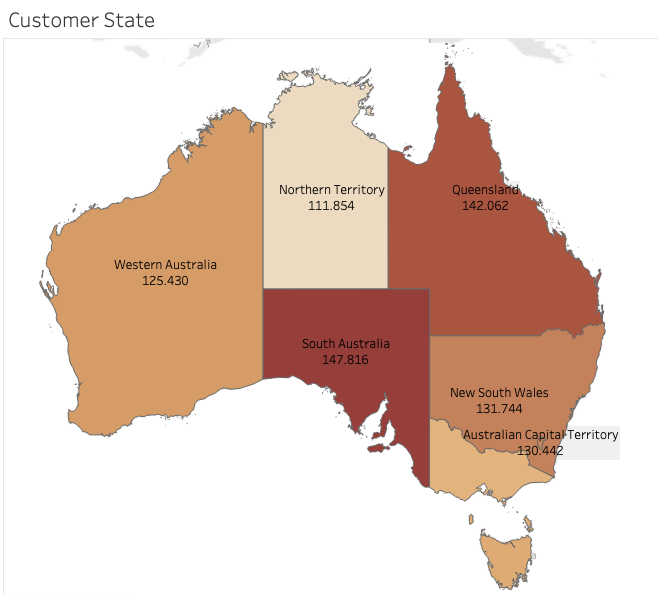 Customer State
Northern Territory
111.854
Queensland
142.062
Western Australia
125.430
South Australia
147.816
New South Wales
131.744
Australian Capital Territory
130.442